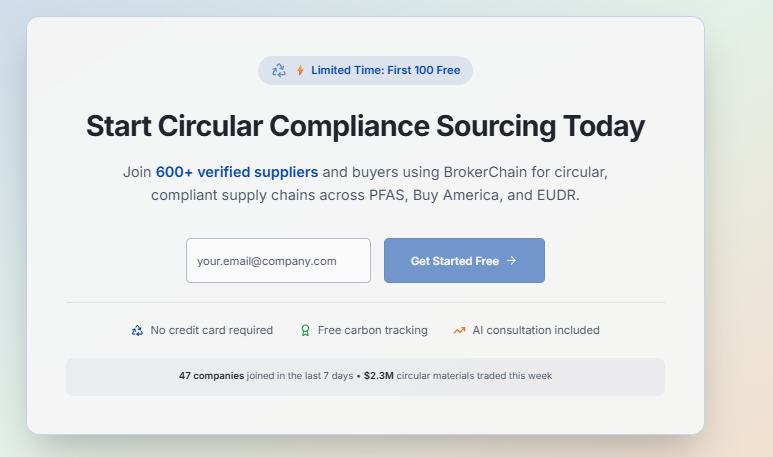 Limited Time: First 100 Free
Start Circular Compliance Sourcing Today
Join 600+ verified suppliers and buyers using BrokerChain for circular,
compliant supply chains across PFAS, Buy America, and EUDR.
your.email@company.com
Get Started Free →
No credit card required
Free carbon tracking
AI consultation included
47 companies joined in the last 7 days • $2.3M circular materials traded this week